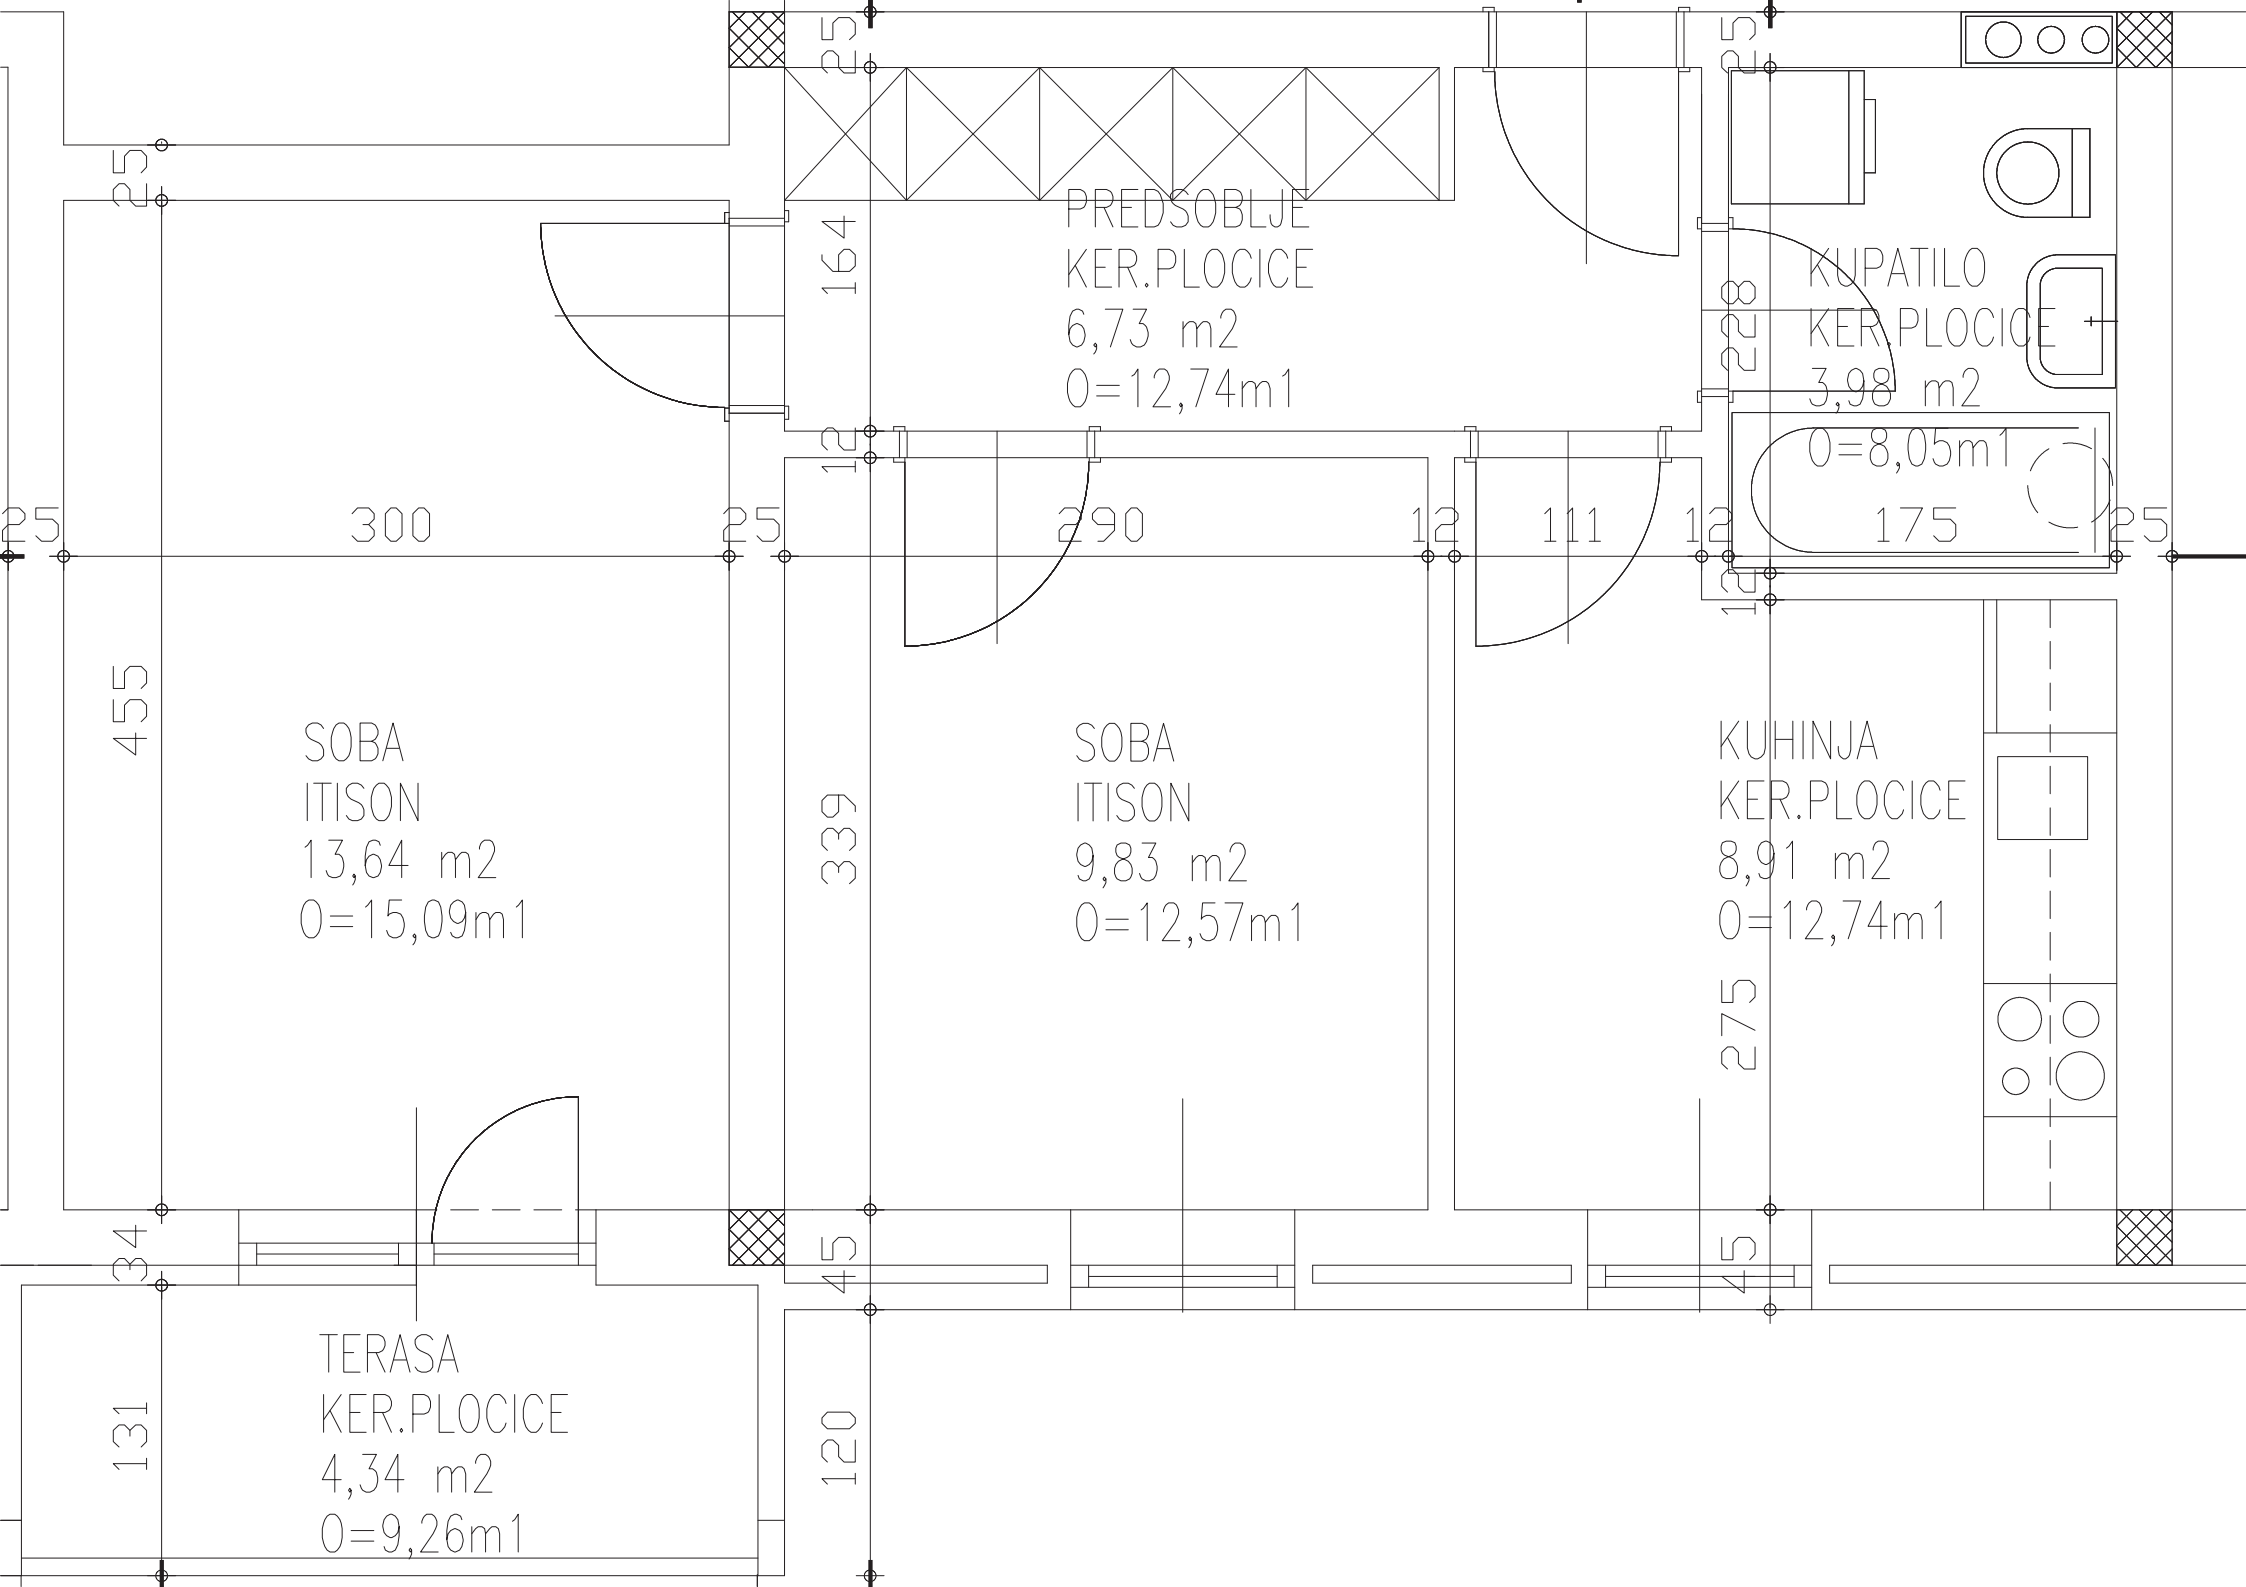 25
25
25
164
PREDSOBLJE
KER.PLOCICE
6,73 m2
O=12,74m1
228
KUPATILO
KER.PLOCICE
3,98 m2
O=8,05m1
12
25
300
25
290
12
111
12
175
25
12
455
SOBA
ITISON
13,64 m2
O=15,09m1
339
SOBA
ITISON
9,83 m2
O=12,57m1
KUHINJA
KER.PLOCICE
8,91 m2
O=12,74m1
275
34
45
45
TERASA
KER.PLOCICE
4,34 m2
O=9,26m1
131
120